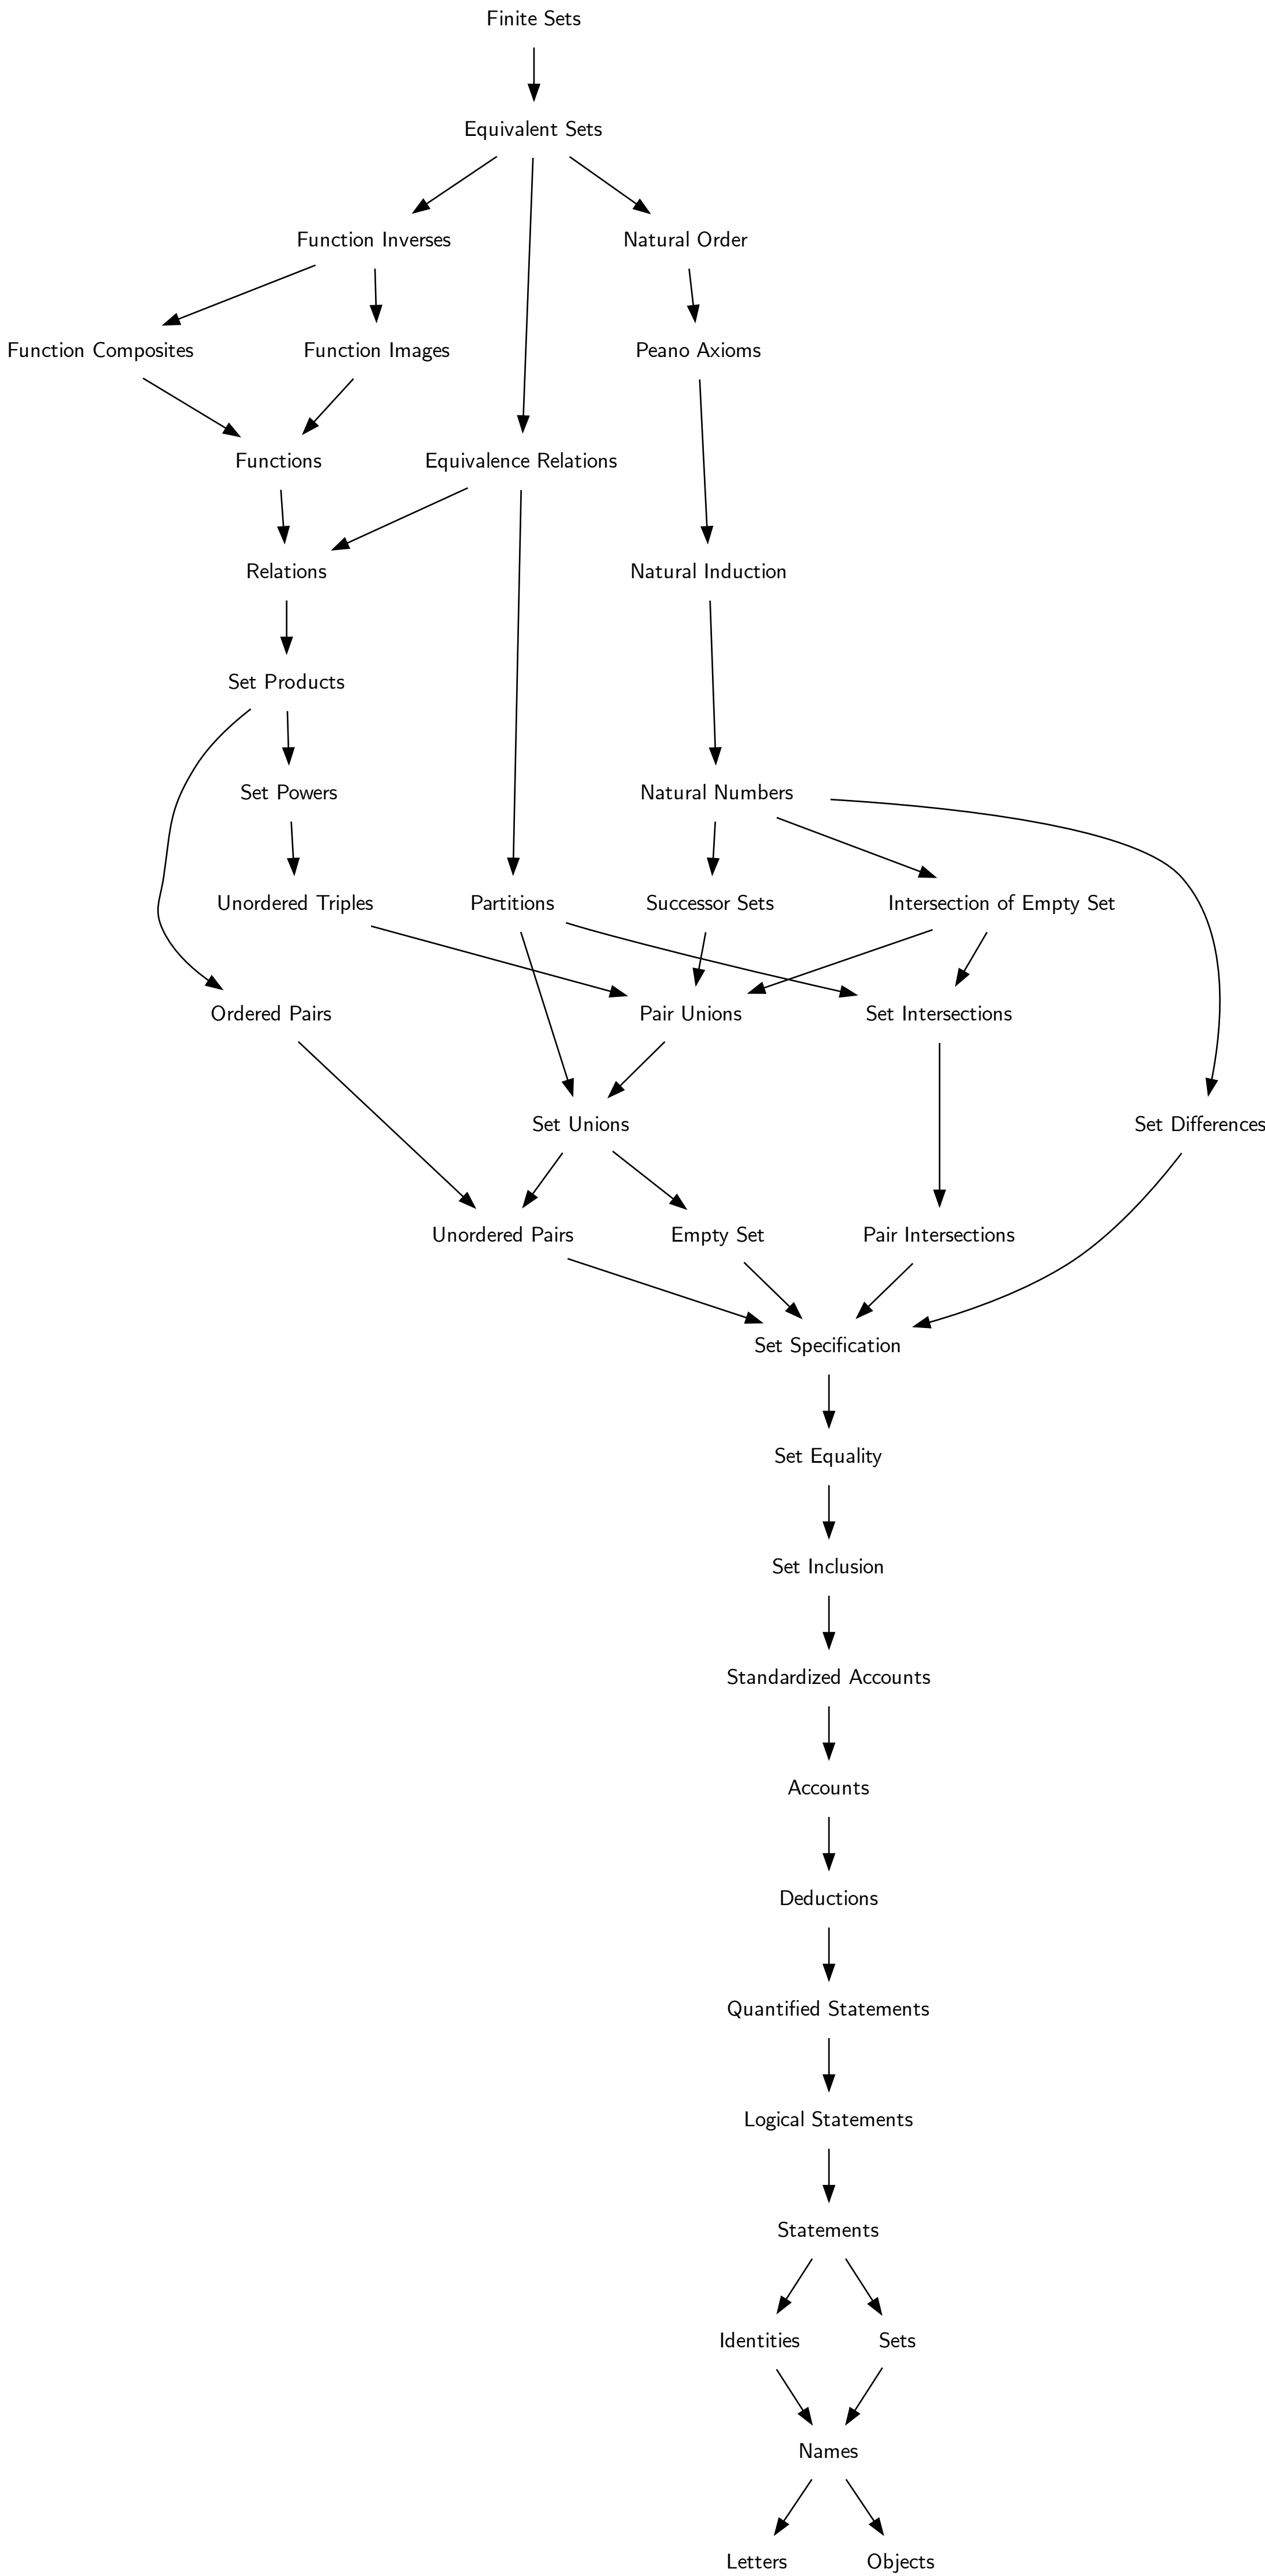 Finite Sets
Equivalent Sets
Function Inverses
Natural Order
Function Composites
Function Images
Peano Axioms
Functions
Equivalence Relations
Relations
Natural Induction
Set Products
Set Powers
Natural Numbers
Unordered Triples
Partitions
Successor Sets
Intersection of Empty Set
Ordered Pairs
Pair Unions
Set Intersections
Set Unions
Set Differences
Unordered Pairs
Empty Set
Pair Intersections
Set Specification
Set Equality
Set Inclusion
Standardized Accounts
Accounts
Deductions
Quantified Statements
Logical Statements
Statements
Identities
Sets
Names
Letters
Objects